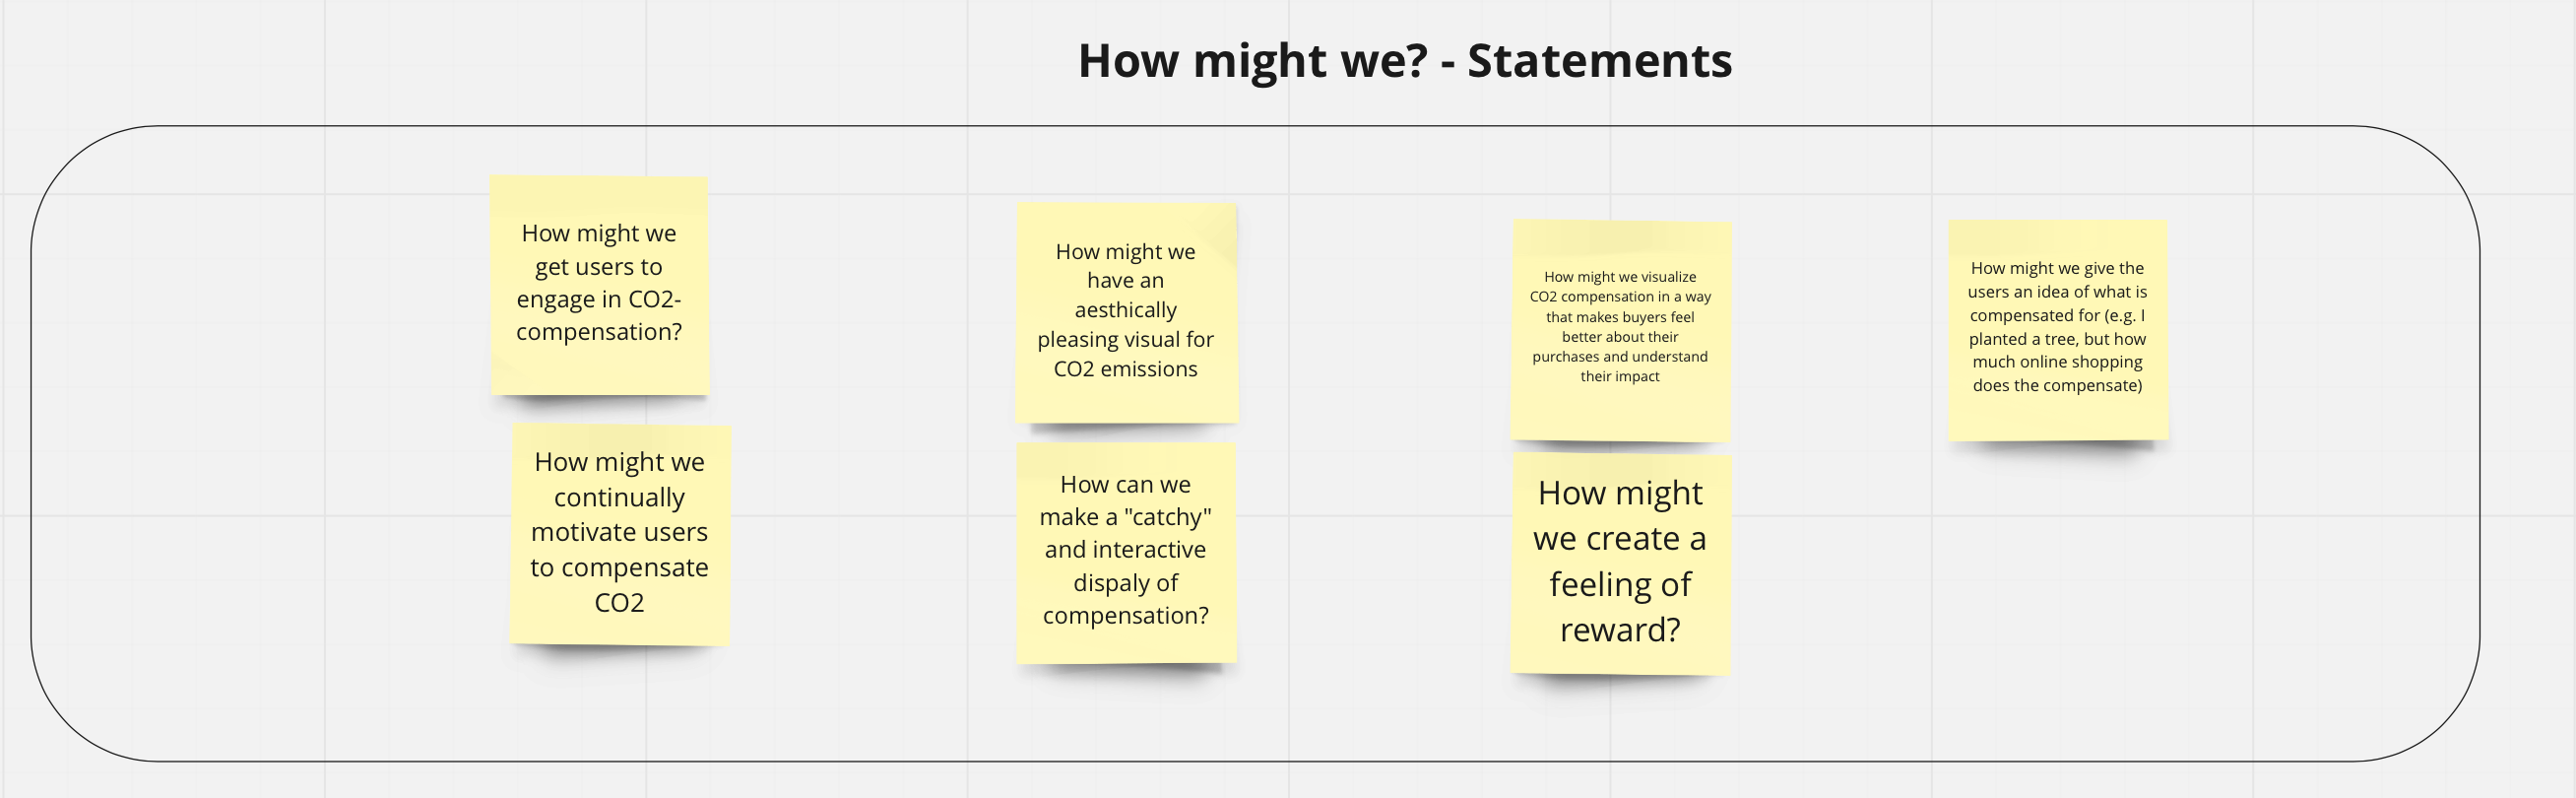 How might we? - Statements
How might we
get users to
engage in CO2-
compensation?
How might we
continually
motivate users
to compensate
CO2
How might we
have an
aesthically
pleasing visual for
CO2 emissions
How can we
make a "catchy"
and interactive
dispaly of
compensation?
How might we visualize
CO2 compensation in a way
that makes buyers feel
better about their
purchases and understand
their impact
How might
we create a
feeling of
reward?
How might we give the
users an idea of what is
compensated for (e.g. I
planted a tree, but how
much online shopping
does the compensate)